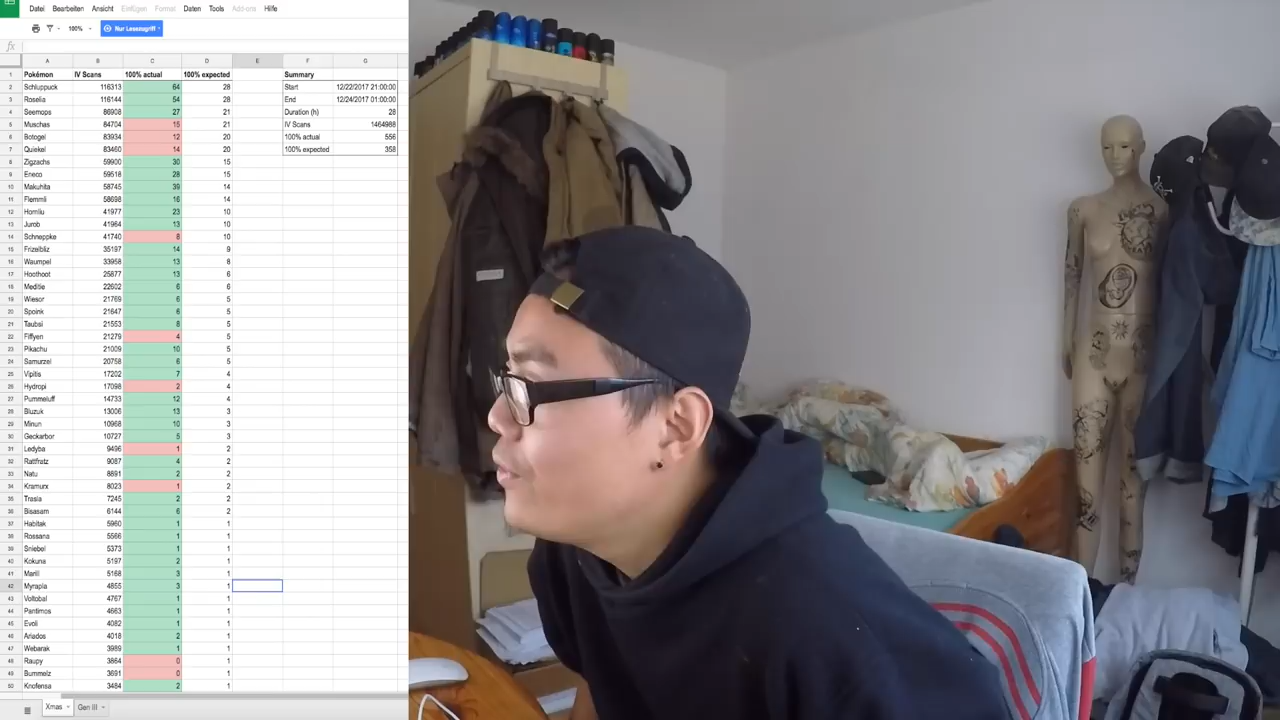 Datei Bearbeiten Ansicht Einfügen Format Daten Tools Add-ons Hilfe
100% Nur Lesezugriff
fx
A B C D E F G
1 Pokémon IV Scans 100% actual 100% expected Summary
2 Schluppuck 116313 64 28 Start 12/22/2017 21:00:00
3 Roselia 116144 54 28 End 12/24/2017 01:00:00
4 Seemops 86908 27 21 Duration (h) 28
5 Muschas 84704 15 21 IV Scans 1464988
6 Botogel 83934 12 20 100% actual 556
7 Quiekel 83460 14 20 100% expected 358
8 Zigzachs 59900 30 15
9 Eneco 59518 28 15
10 Makuhita 58745 39 14
11 Flemmli 58698 16 14
12 Hornliu 41977 23 10
13 Jurob 41964 13 10
14 Schneppke 41740 8 10
15 Frizelbliz 35197 14 9
16 Waumpel 33958 13 8
17 Hoothoot 25877 13 6
18 Meditie 22602 6 6
19 Wiesor 21769 6 5
20 Spoink 21647 6 5
21 Taubsi 21553 8 5
22 Fiffyen 21279 4 5
23 Pikachu 21009 10 5
24 Samurzel 20758 6 5
25 Vipitis 17202 7 4
26 Hydropi 17098 2 4
27 Pummeluff 14733 12 4
28 Bluzuk 13006 13 3
29 Minun 10968 10 3
30 Geckarbor 10727 5 3
31 Ledyba 9496 1 2
32 Rattfratz 9087 4 2
33 Natu 8891 2 2
34 Kramurx 8023 1 2
35 Trasla 7245 2 2
36 Bisasam 6144 6 2
37 Habitak 5960 1 1
38 Rossana 5566 1 1
39 Sniebel 5373 1 1
40 Kokuna 5197 2 1
41 Marill 5168 3 1
42 Myrapla 4855 3 1
43 Voltobal 4767 1 1
44 Pantimos 4663 1 1
45 Evoli 4082 1 1
46 Ariados 4018 2 1
47 Webarak 3989 1 1
48 Raupy 3864 0 1
49 Bummelz 3691 0 1
50 Knofensa 3484 2 1
Xmas Gen III